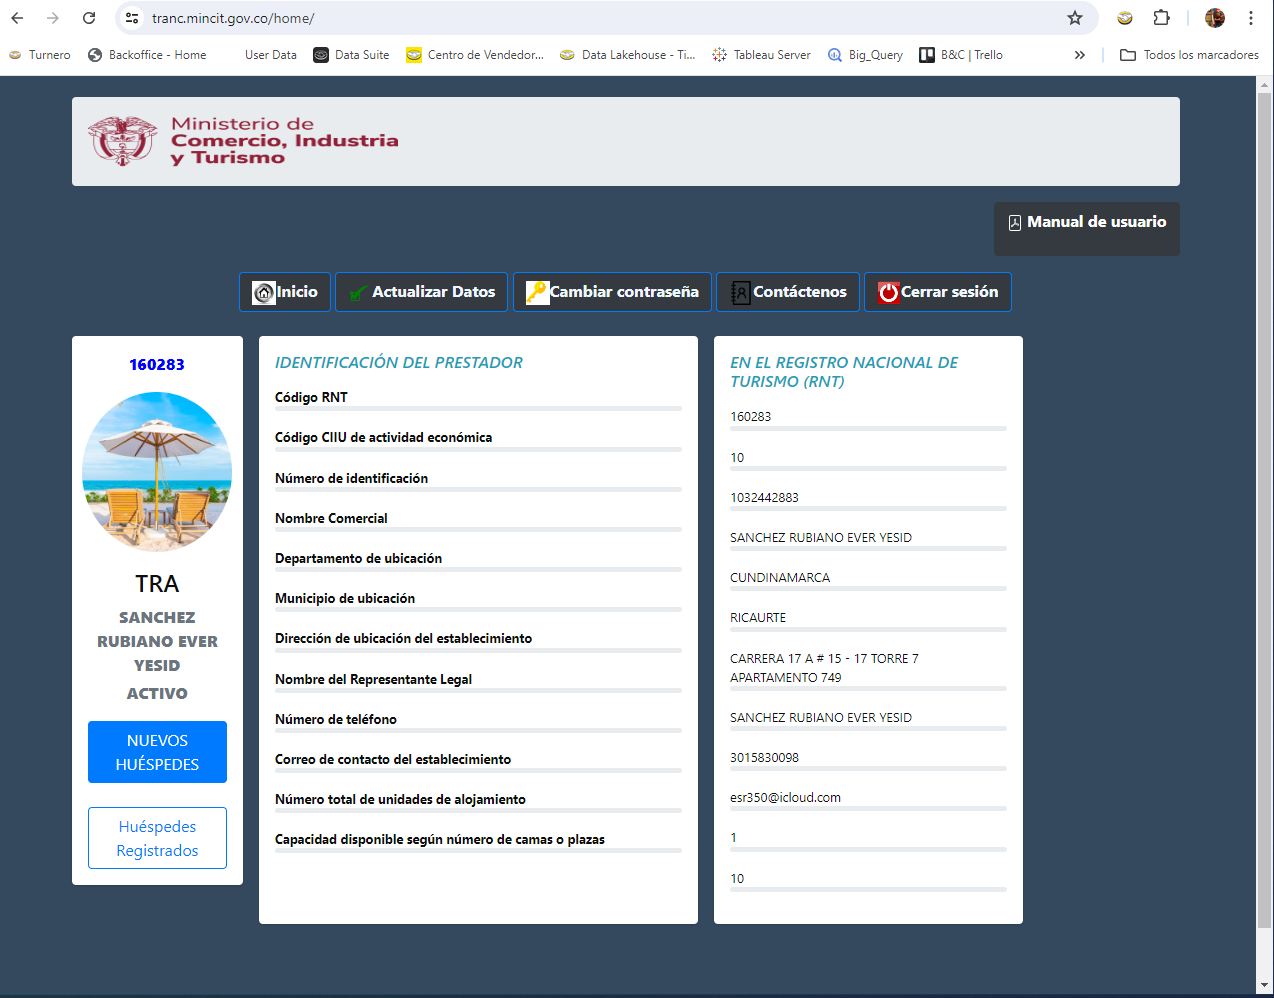 tranc.mincit.gov.co/home/
Turnero
Backoffice - Home
User Data
Data Suite
Centro de Vendedor...
Data Lakehouse - Ti...
Tableau Server
Big_Query
B&C | Trello
»
Todos los marcadores
Ministerio de
Comercio, Industria
y Turismo
Manual de usuario
Inicio
Actualizar Datos
Cambiar contraseña
Contáctenos
Cerrar sesión
160283
TRA
SANCHEZ
RUBIANO EVER
YESID
ACTIVO
NUEVOS
HUÉSPEDES
Huéspedes
Registrados
IDENTIFICACIÓN DEL PRESTADOR
Código RNT
Código CIIU de actividad económica
Número de identificación
Nombre Comercial
Departamento de ubicación
Municipio de ubicación
Dirección de ubicación del establecimiento
Nombre del Representante Legal
Número de teléfono
Correo de contacto del establecimiento
Número total de unidades de alojamiento
Capacidad disponible según número de camas o plazas
EN EL REGISTRO NACIONAL DE
TURISMO (RNT)
160283
10
1032442883
SANCHEZ RUBIANO EVER YESID
CUNDINAMARCA
RICAURTE
CARRERA 17 A # 15 - 17 TORRE 7
APARTAMENTO 749
SANCHEZ RUBIANO EVER YESID
3015830098
esr350@icloud.com
1
10